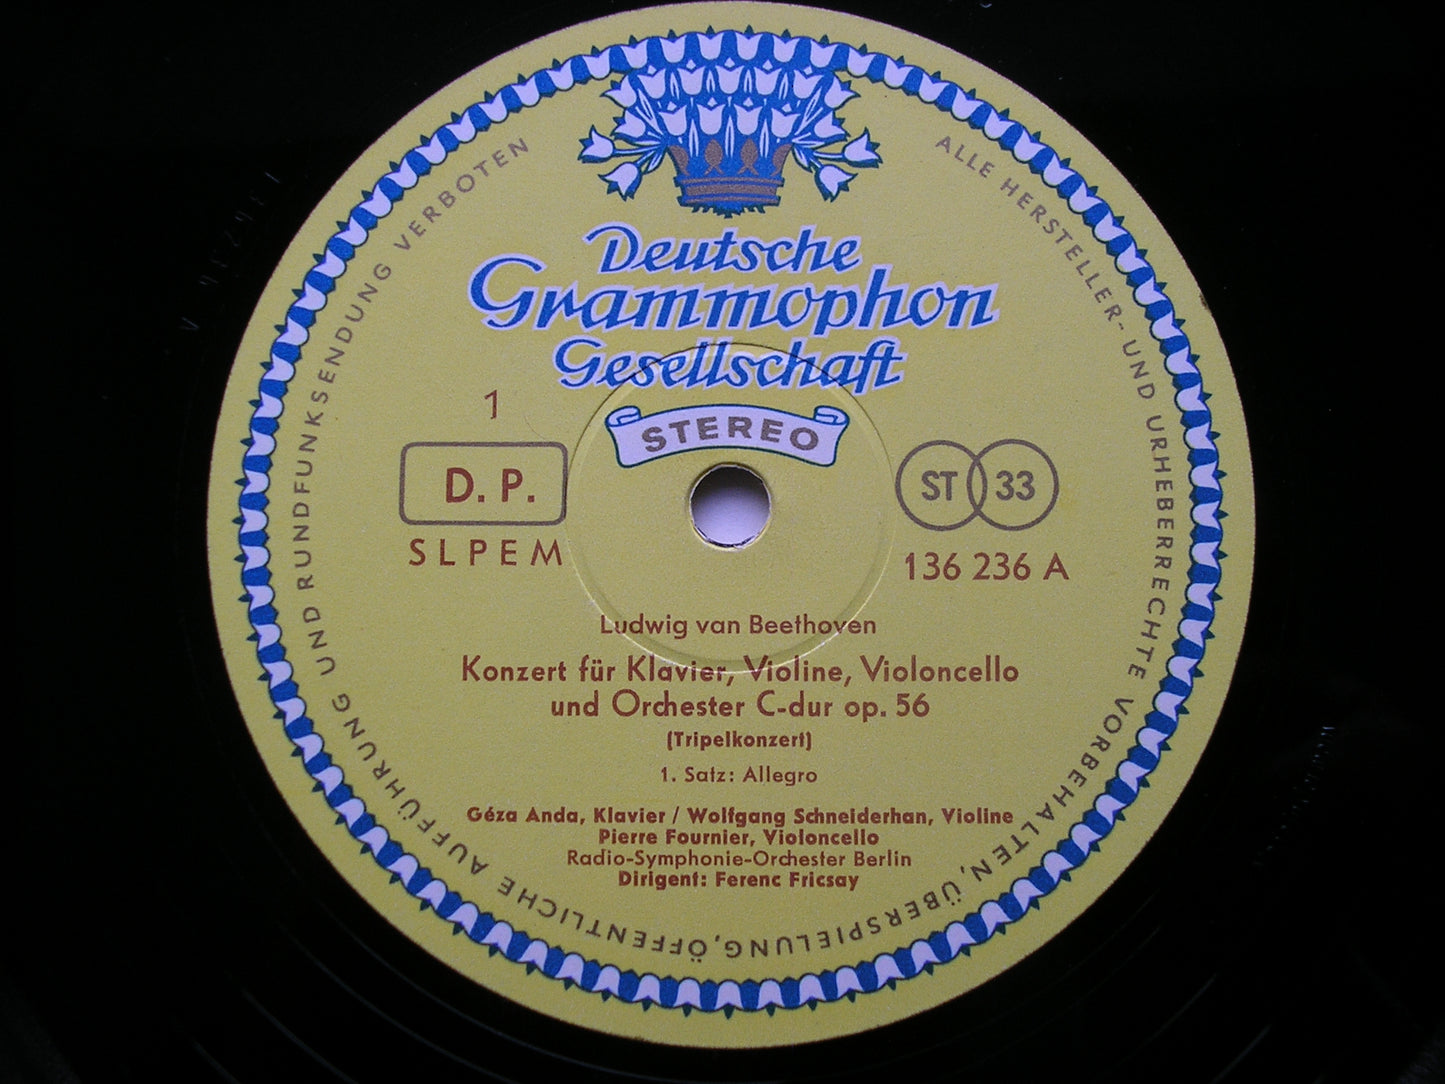 Deutsche
Grammophon
Gesellschaft
STEREO
1
D. P.
SLPEM
ST 33
136 236 A
Ludwig van Beethoven
Konzert für Klavier, Violine, Violoncello
und Orchester C-dur op. 56
(Tripelkonzert)
1. Satz: Allegro
Géza Anda, Klavier / Wolfgang Schneiderhan, Violine
Pierre Fournier, Violoncello
Radio-Symphonie-Orchester Berlin
Dirigent: Ferenc Fricsay
ALLE HERSTELLER- UND URHEBERRECHTE VORBEHALTEN, ÜBERSPIELUNG, ÖFFENTLICHE AUFFÜHRUNG UND RUNDFUNKSENDUNG VERBOTEN